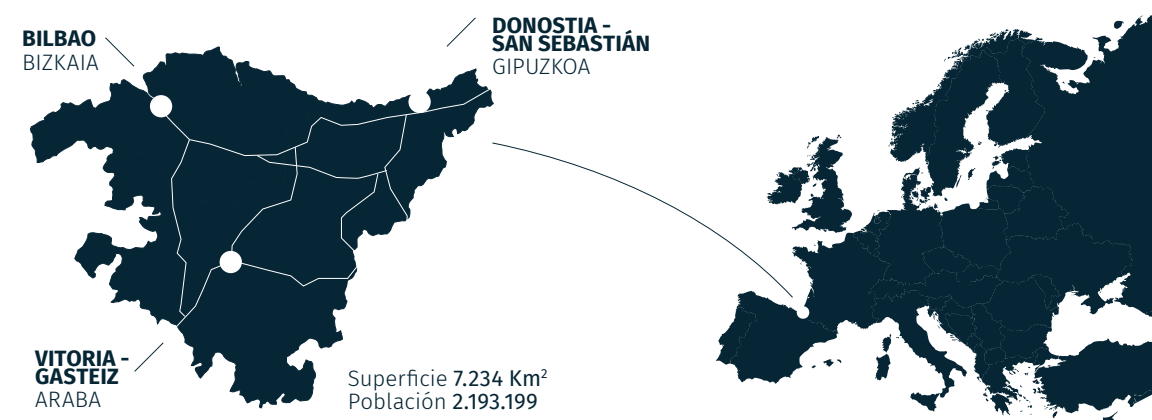 BILBAO
BIZKAIA
DONOSTIA -
SAN SEBASTIÁN
GIPUZKOA
VITORIA -
GASTEIZ
ARABA
Superficie 7.234 Km²
Población 2.193.199